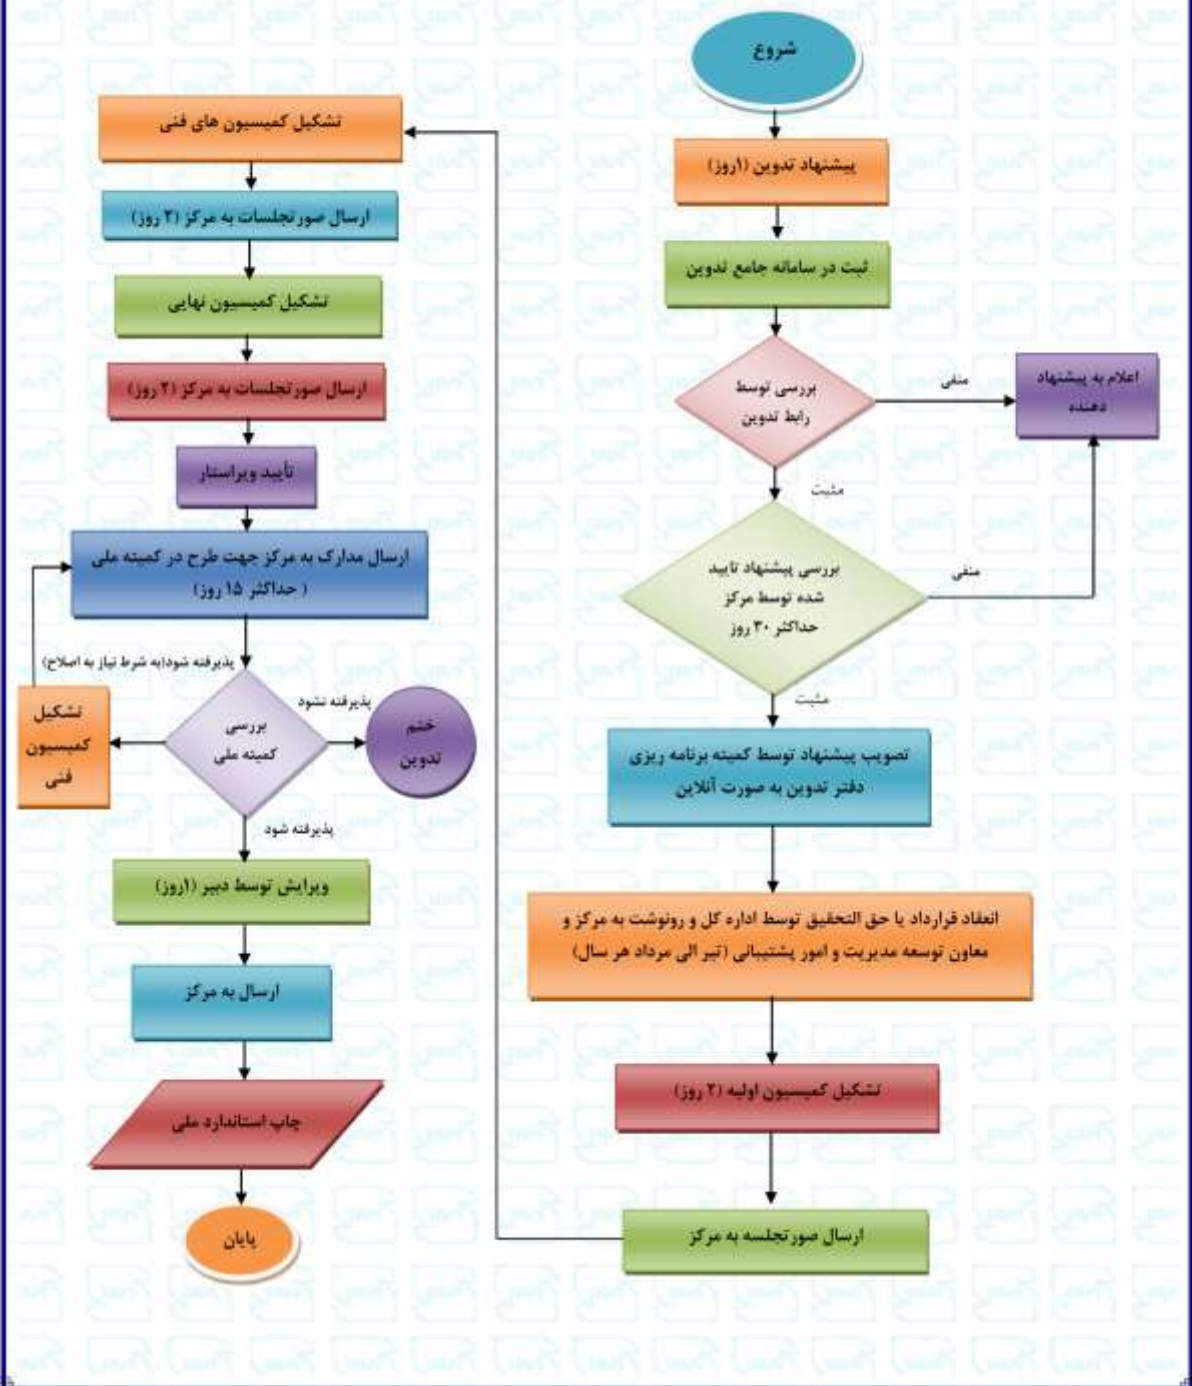 شروع
پیشنهاد تدوین (۱روز)
ثبت در سامانه جامع تدوین
بررسی توسط
رابط تدوین
منفی
اعلام به پیشنهاد
دهنده
مثبت
بررسی پیشنهاد تایید
شده توسط مرکز
حداکثر ۳۰ روز
منفی
مثبت
تصویب پیشنهاد توسط کمیته برنامه ریزی
دفتر تدوین به صورت آنلاین
انعقاد قرارداد یا حق التحقیق توسط اداره کل و رونوشت به مرکز و
معاون توسعه مدیریت و امور پشتیبانی (تیر الی مرداد هر سال)
تشکیل کمیسیون اولیه (۲ روز)
ارسال صورتجلسه به مرکز
تشکیل کمیسیون های فنی
ارسال صورتجلسات به مرکز (۲ روز)
تشکیل کمیسیون نهایی
ارسال صورتجلسات به مرکز (۲ روز)
تأیید ویراستار
ارسال مدارک به مرکز جهت طرح در کمیته ملی
( حداکثر ۱۵ روز)
پذیرفته شود(به شرط نیاز به اصلاح)
تشکیل
کمیسیون
فنی
بررسی
کمیته ملی
پذیرفته نشود
ختم
تدوین
پذیرفته شود
ویرایش توسط دبیر (۱روز)
ارسال به مرکز
چاپ استاندارد ملی
پایان